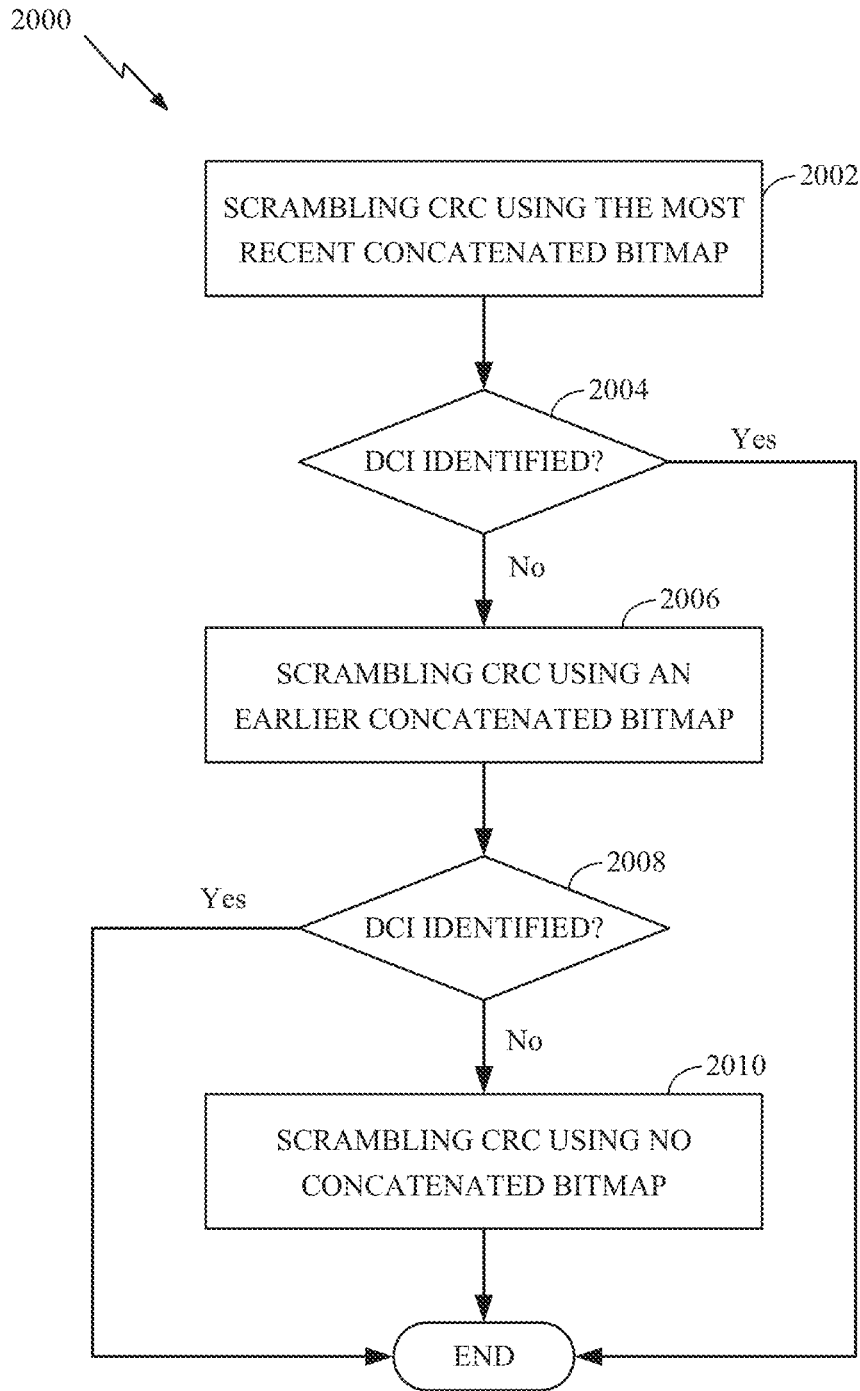 2000
2002
SCRAMBLING CRC USING THE MOST
RECENT CONCATENATED BITMAP
2004
Yes
DCI IDENTIFIED?
No
2006
SCRAMBLING CRC USING AN
EARLIER CONCATENATED BITMAP
2008
Yes
DCI IDENTIFIED?
No
2010
SCRAMBLING CRC USING NO
CONCATENATED BITMAP
END